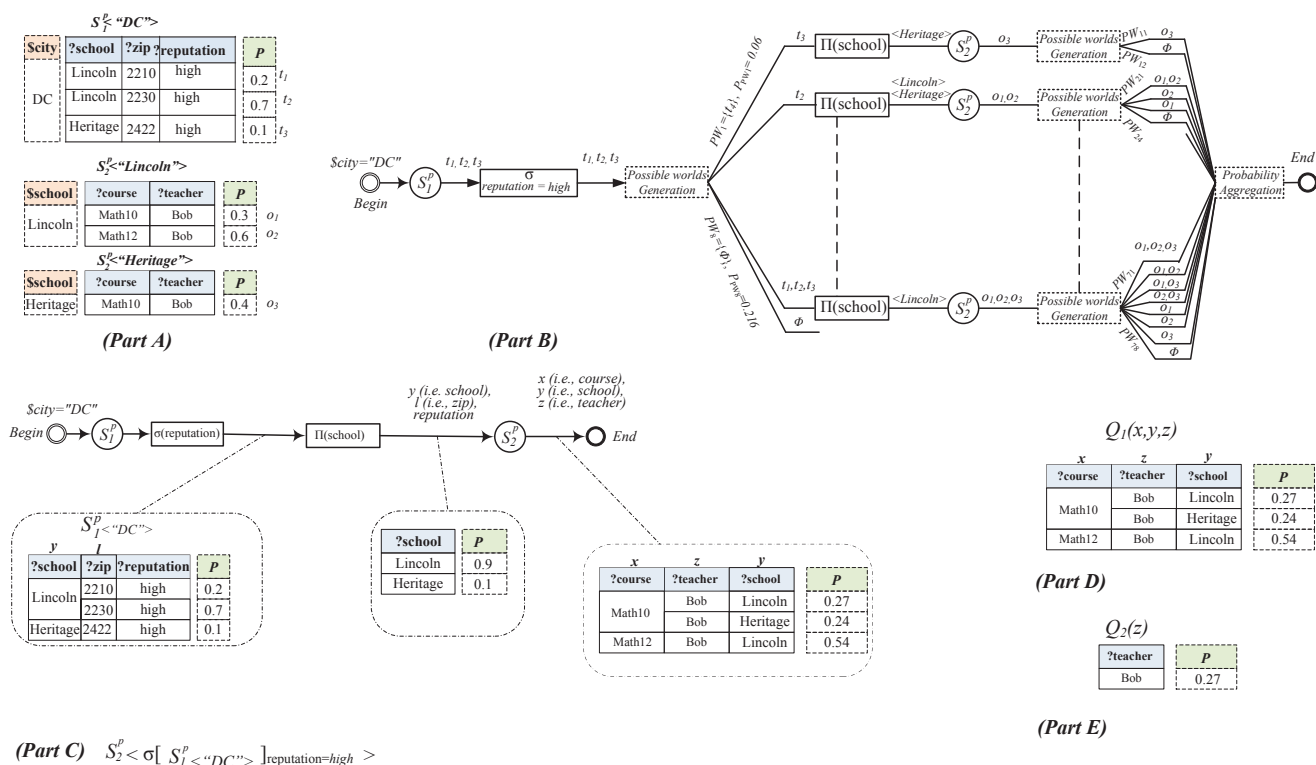 S₁ᵖ<“DC”>
$city ?school ?zip ?reputation P
DC
Lincoln 2210 high 0.2 t₁
Lincoln 2230 high 0.7 t₂
Heritage 2422 high 0.1 t₃
S₂ᵖ<“Lincoln”>
$school ?course ?teacher P
Lincoln
Math10 Bob 0.3 o₁
Math12 Bob 0.6 o₂
S₂ᵖ<“Heritage”>
$school ?course ?teacher P
Heritage Math10 Bob 0.4 o₃
(Part A)
$city="DC"
Begin
S₁ᵖ
t₁, t₂, t₃
σ
reputation = high
t₁, t₂, t₃
Possible worlds
Generation
PW₁={t₄}, P_PW₁= 0.06
PW₈={Φ}, P_PW₈=0.216
t₃
Π(school)
<Heritage>
S₂ᵖ
o₃
Possible worlds
Generation
PW₁₁
o₃
PW₁₂
Φ
t₂
Π(school)
<Lincoln>
<Heritage>
S₂ᵖ
o₁,o₂
Possible worlds
Generation
PW₂₁
o₁,o₂
o₂
o₁
Φ
PW₂₄
t₁, t₂, t₃
Φ
Π(school)
<Lincoln>
S₂ᵖ
o₁,o₂,o₃
Possible worlds
Generation
PW₇₁
o₁,o₂,o₃
o₁,o₂
o₁,o₃
o₂,o₃
o₁
o₂
o₃
Φ
PW₇₈
Probability
Aggregation
End
(Part B)
$city="DC"
Begin
S₁ᵖ
σ(reputation)
Π(school)
y (i.e. school),
l (i.e., zip),
reputation
S₂ᵖ
x (i.e., course),
y (i.e., school),
z (i.e., teacher)
End
S₁ᵖ<“DC”>
y l
?school ?zip ?reputation P
Lincoln
2210 high 0.2
2230 high 0.7
Heritage 2422 high 0.1
?school P
Lincoln 0.9
Heritage 0.1
x z y
?course ?teacher ?school P
Math10
Bob Lincoln 0.27
Bob Heritage 0.24
Math12 Bob Lincoln 0.54
(Part C) S₂ᵖ < σ[ S₁ᵖ<“DC”> ]reputation=high >
Q₁(x,y,z)
x z y
?course ?teacher ?school P
Math10
Bob Lincoln 0.27
Bob Heritage 0.24
Math12 Bob Lincoln 0.54
(Part D)
Q₂(z)
?teacher P
Bob 0.27
(Part E)